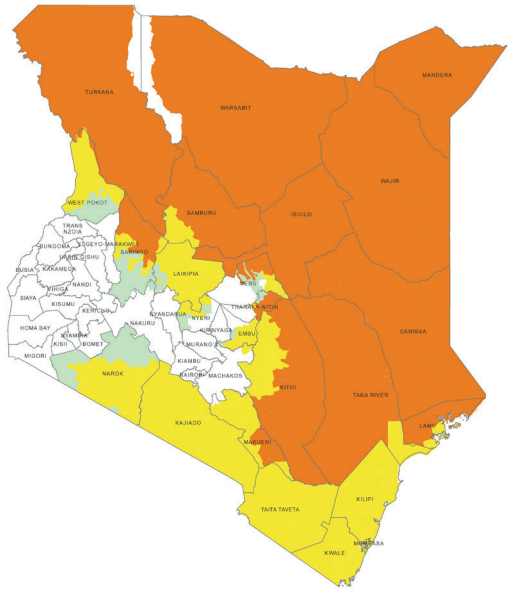 MANDERA
TURKANA
MARSABIT
WAJIR
WEST POKOT
SAMBURU
ISIOLO
TRANS
NZOIA
BUNGOMA
ELGEYO-MARAKWET
BARINGO
UASIN GISHU
BUSIA
KAKAMEGA
LAIKIPIA
MERU
NANDI
VIHIGA
SIAYA
KISUMU
THARAKA-NITHI
KERICHO
NYANDARUA
NYERI
HOMA BAY
NAKURU
KIRINYAGA
EMBU
GARISSA
NYAMIRA
KISII
BOMET
MURANG'A
MIGORI
KIAMBU
NAROK
NAIROBI
MACHAKOS
KITUI
TANA RIVER
KAJIADO
LAMU
MAKUENI
KILIFI
TAITA TAVETA
MOMBASA
KWALE